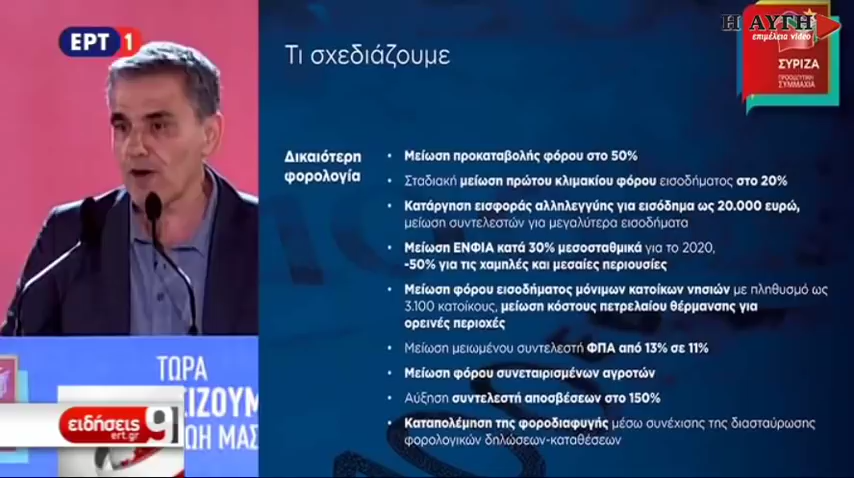 ΕΡΤ 1
Η ΑΥΓΗ
επιμέλεια video
ΣΥΡΙΖΑ
ΠΡΟΟΔΕΥΤΙΚΗ
ΣΥΜΜΑΧΙΑ
Τι σχεδιάζουμε
Δικαιότερη
φορολογία
• Μείωση προκαταβολής φόρου στο 50%
• Σταδιακή μείωση πρώτου κλιμακίου φόρου εισοδήματος στο 20%
• Κατάργηση εισφοράς αλληλεγγύης για εισόδημα ως 20.000 ευρώ,
μείωση συντελεστών για μεγαλύτερα εισοδήματα
• Μείωση ΕΝΦΙΑ κατά 30% μεσοσταθμικά για το 2020,
-50% για τις χαμπλές και μεσαίες περιουσίες
• Μείωση φόρου εισοδήματος μόνιμων κατοίκων νησιών με πληθυσμό ως
3.100 κατοίκους, μείωση κόστους πετρελαίου θέρμανσης για
ορεινές περιοχές
• Μείωση μειωμένου συντελεστή ΦΠΑ από 13% σε 11%
• Μείωση φόρου συνεταιρισμένων αγροτών
• Αύξηση συντελεστή αποσβέσεων στο 150%
• Καταπολέμηση της φοροδιαφυγής μέσω συνέχισης της διασταύρωσης
φορολογικών δηλώσεων-καταθέσεων
ΤΩΡΑ
ΙΖΟΥΜ
ΩΗ ΜΑΣ
ειδήσεις 9
ert.gr